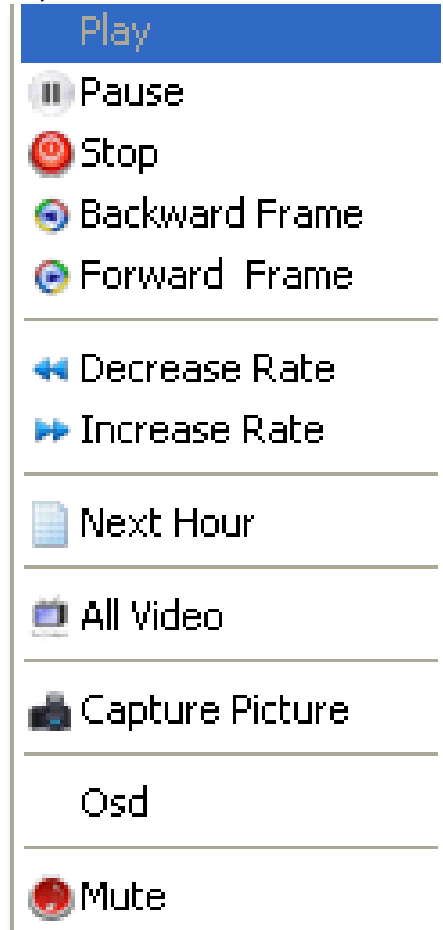 Play
Pause
Stop
Backward Frame
Forward  Frame
Decrease Rate
Increase Rate
Next Hour
All Video
Capture Picture
Osd
Mute